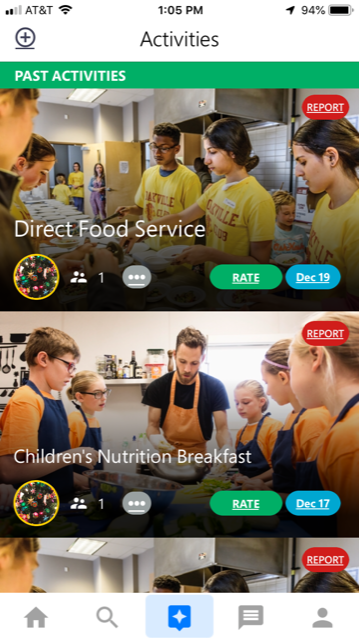 AT&T 1:05 PM 94%
Activities
PAST ACTIVITIES
REPORT
Direct Food Service
1 RATE Dec 19
REPORT
Children's Nutrition Breakfast
1 RATE Dec 17
REPORT